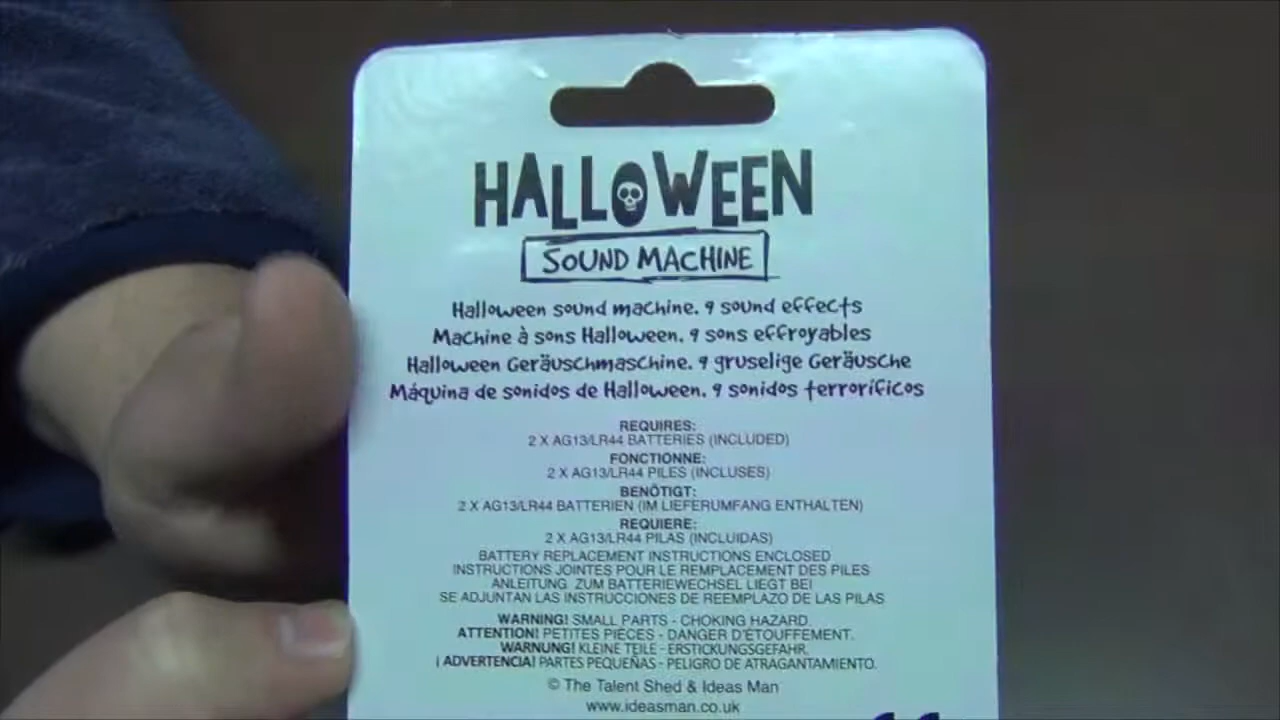 HALLOWEEN
SOUND MACHINE
Halloween sound machine. 9 sound effects
Machine à sons Halloween. 9 sons effroyables
Halloween Geräuschmaschine. 9 gruselige Geräusche
Máquina de sonidos de Halloween. 9 sonidos terroríficos
REQUIRES:
2 X AG13/LR44 BATTERIES (INCLUDED)
FONCTIONNE:
2 X AG13/LR44 PILES (INCLUSES)
BENÖTIGT:
2 X AG13/LR44 BATTERIEN (IM LIEFERUMFANG ENTHALTEN)
REQUIERE:
2 X AG13/LR44 PILAS (INCLUIDAS)
BATTERY REPLACEMENT INSTRUCTIONS ENCLOSED
INSTRUCTIONS JOINTES POUR LE REMPLACEMENT DES PILES
ANLEITUNG ZUM BATTERIEWECHSEL LIEGT BEI
SE ADJUNTAN LAS INSTRUCCIONES DE REEMPLAZO DE LAS PILAS
WARNING! SMALL PARTS - CHOKING HAZARD.
ATTENTION! PETITES PIÈCES - DANGER D'ÉTOUFFEMENT.
WARNUNG! KLEINE TEILE - ERSTICKUNGSGEFAHR.
¡ADVERTENCIA! PARTES PEQUEÑAS - PELIGRO DE ATRAGANTAMIENTO.
© The Talent Shed & Ideas Man
www.ideasman.co.uk